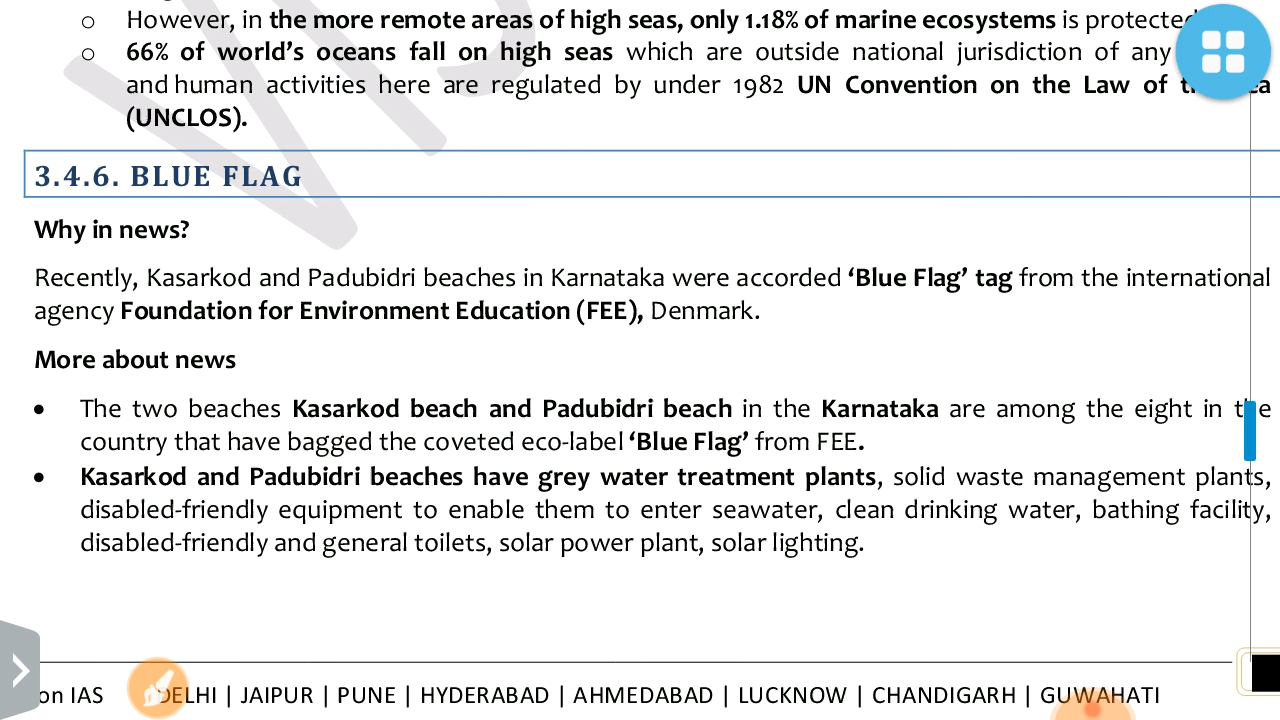 However, in the more remote areas of high seas, only 1.18% of marine ecosystems is protected
66% of world's oceans fall on high seas which are outside national jurisdiction of any
and human activities here are regulated by under 1982 UN Convention on the Law of
(UNCLOS).
3.4.6. BLUE FLAG
Why in news?
Recently, Kasarkod and Padubidri beaches in Karnataka were accorded ‘Blue Flag’ tag from the international
agency Foundation for Environment Education (FEE), Denmark.
More about news
• The two beaches Kasarkod beach and Padubidri beach in the Karnataka are among the eight in the
country that have bagged the coveted eco-label ‘Blue Flag’ from FEE.
• Kasarkod and Padubidri beaches have grey water treatment plants, solid waste management plants,
disabled-friendly equipment to enable them to enter seawater, clean drinking water, bathing facility,
disabled-friendly and general toilets, solar power plant, solar lighting.
on IAS DELHI | JAIPUR | PUNE | HYDERABAD | AHMEDABAD | LUCKNOW | CHANDIGARH | GUWAHATI